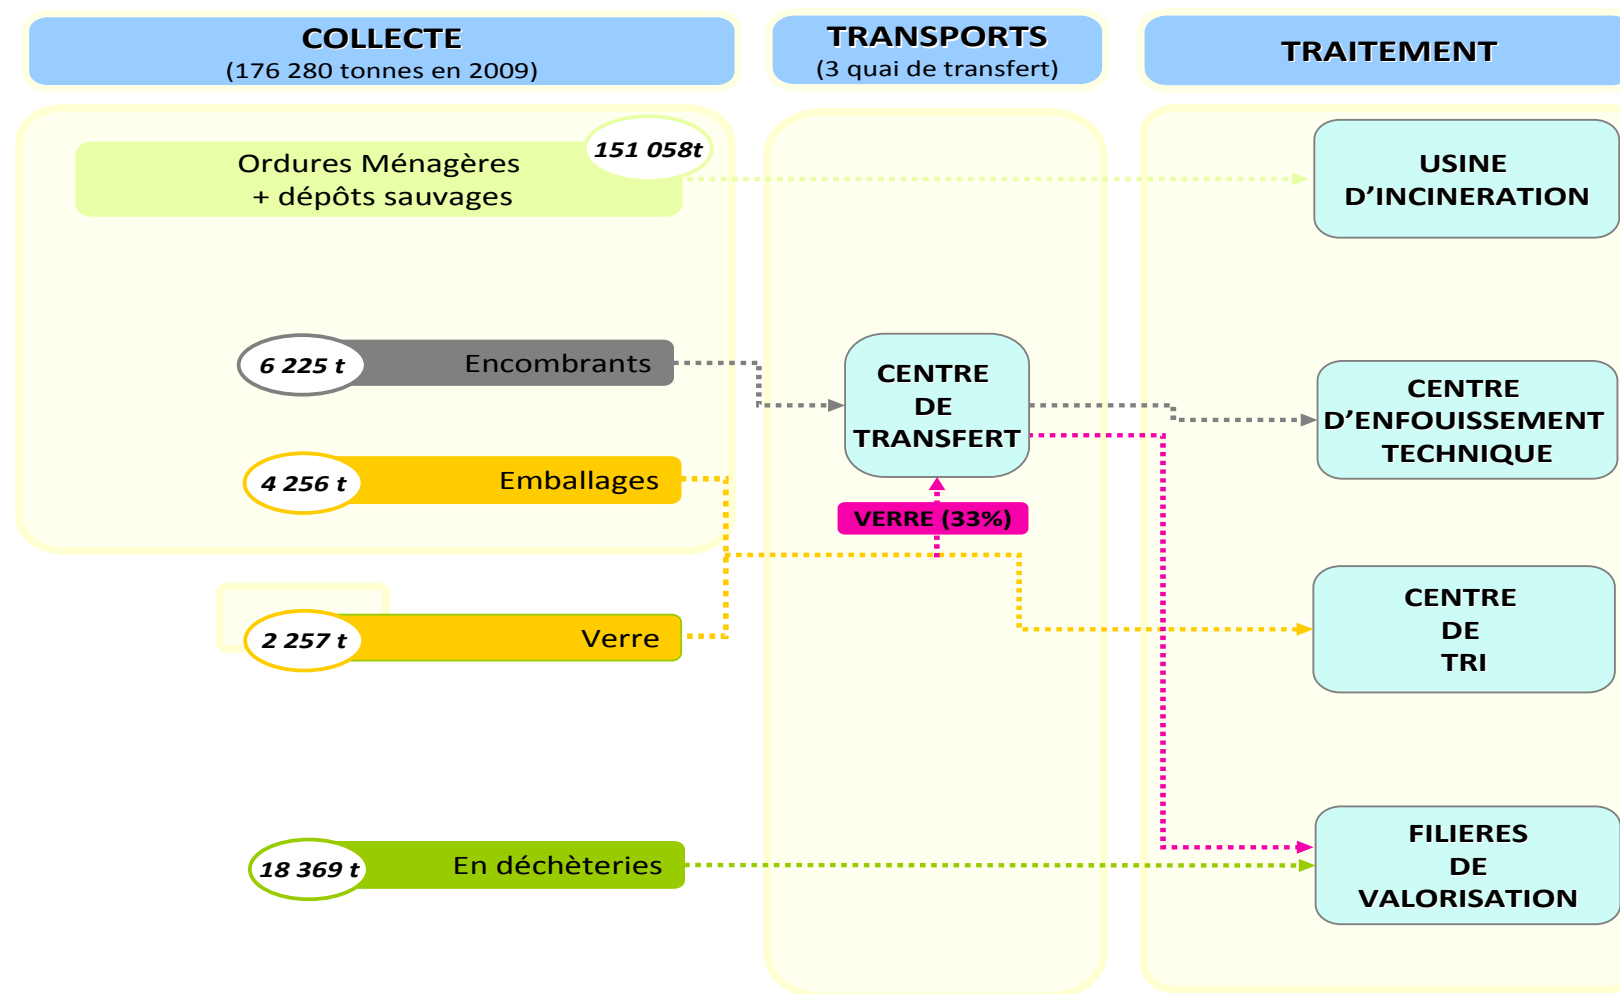 COLLECTE
(176 280 tonnes en 2009)
TRANSPORTS
(3 quai de transfert)
TRAITEMENT
151 058t
Ordures Ménagères
+ dépôts sauvages
USINE
D'INCINERATION
6 225 t
Encombrants
CENTRE
DE
TRANSFERT
CENTRE
D'ENFOUISSEMENT
TECHNIQUE
4 256 t
Emballages
VERRE (33%)
2 257 t
Verre
CENTRE
DE
TRI
18 369 t
En déchèteries
FILIERES
DE
VALORISATION